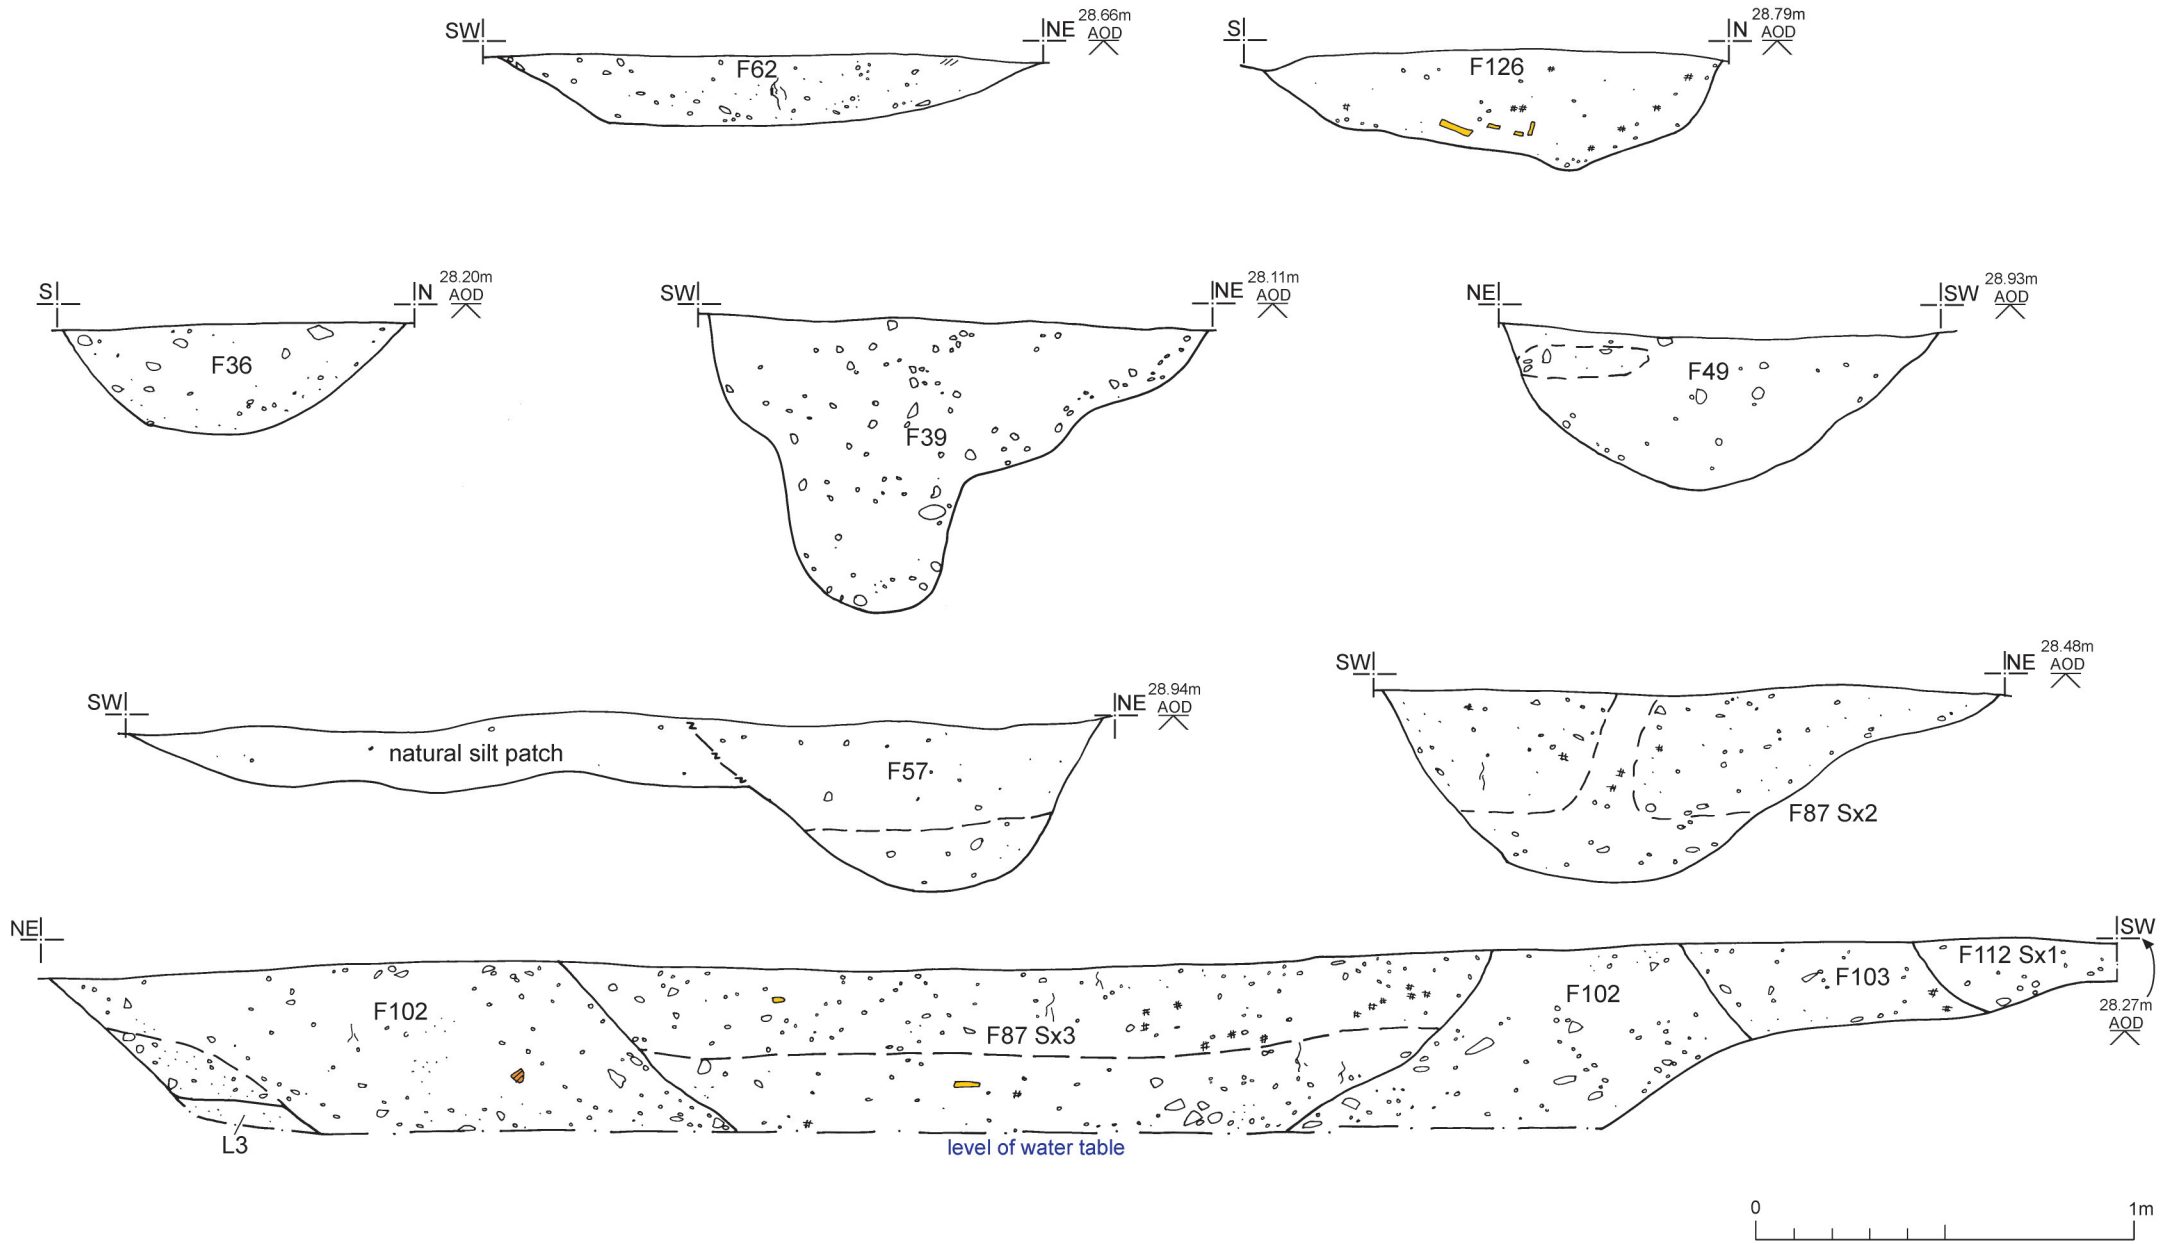 SW
NE
28.66m
AOD
F62
S
N
28.79m
AOD
F126
S
N
28.20m
AOD
F36
SW
NE
28.11m
AOD
F39
NE
SW
28.93m
AOD
F49
SW
NE
28.94m
AOD
natural silt patch
F57
SW
NE
28.48m
AOD
F87 Sx2
NE
SW
28.27m
AOD
F102
F87 Sx3
F102
F103
F112 Sx1
L3
level of water table
0
1m